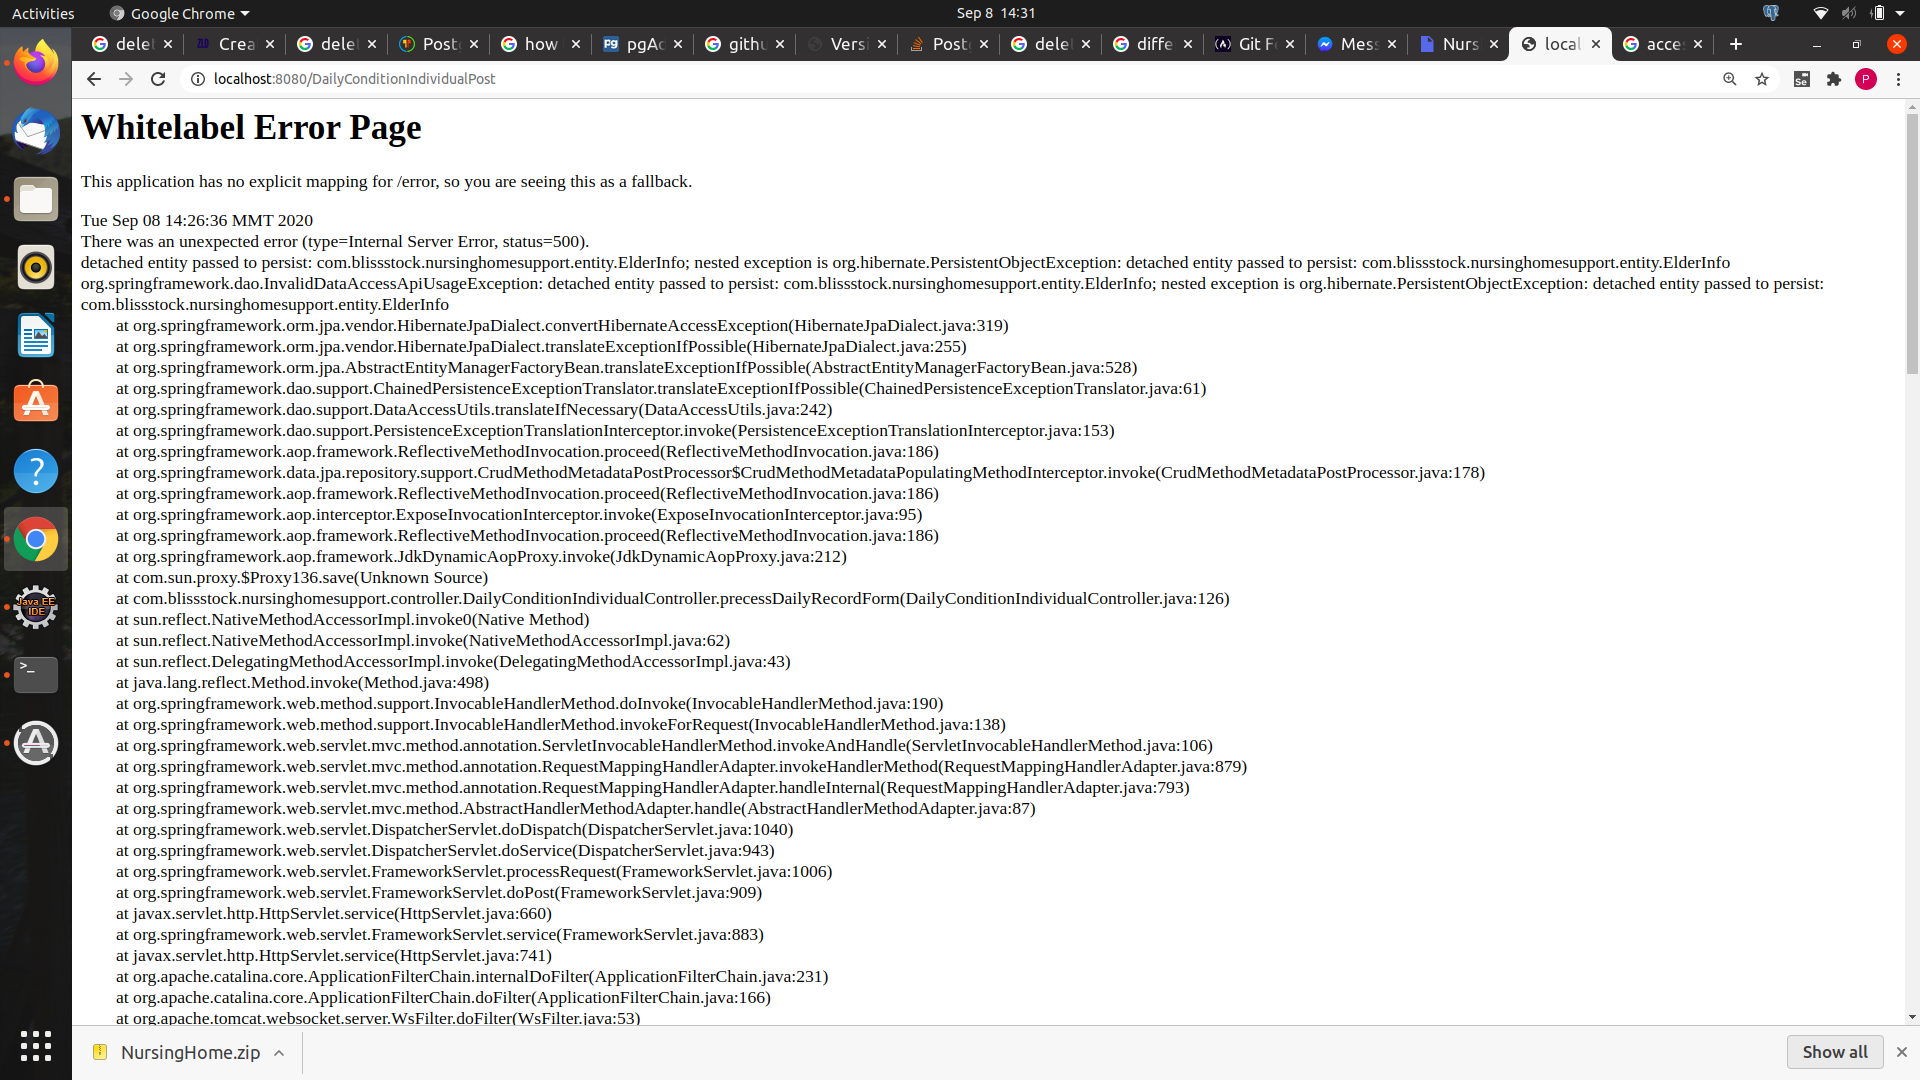 Activities
Google Chrome
Sep 8 14:31
delet
Crea
delet
Postg
how
pgAd
githu
Versi
Postg
delet
diffe
Git Fe
Mess
Nurs
local
acces
localhost:8080/DailyConditionIndividualPost
Se
P
Whitelabel Error Page
This application has no explicit mapping for /error, so you are seeing this as a fallback.
Tue Sep 08 14:26:36 MMT 2020
There was an unexpected error (type=Internal Server Error, status=500).
detached entity passed to persist: com.blissstock.nursinghomesupport.entity.ElderInfo; nested exception is org.hibernate.PersistentObjectException: detached entity passed to persist: com.blissstock.nursinghomesupport.entity.ElderInfo
org.springframework.dao.InvalidDataAccessApiUsageException: detached entity passed to persist: com.blissstock.nursinghomesupport.entity.ElderInfo; nested exception is org.hibernate.PersistentObjectException: detached entity passed to persist:
com.blissstock.nursinghomesupport.entity.ElderInfo
at org.springframework.orm.jpa.vendor.HibernateJpaDialect.convertHibernateAccessException(HibernateJpaDialect.java:319)
at org.springframework.orm.jpa.vendor.HibernateJpaDialect.translateExceptionIfPossible(HibernateJpaDialect.java:255)
at org.springframework.orm.jpa.AbstractEntityManagerFactoryBean.translateExceptionIfPossible(AbstractEntityManagerFactoryBean.java:528)
at org.springframework.dao.support.ChainedPersistenceExceptionTranslator.translateExceptionIfPossible(ChainedPersistenceExceptionTranslator.java:61)
at org.springframework.dao.support.DataAccessUtils.translateIfNecessary(DataAccessUtils.java:242)
at org.springframework.dao.support.PersistenceExceptionTranslationInterceptor.invoke(PersistenceExceptionTranslationInterceptor.java:153)
at org.springframework.aop.framework.ReflectiveMethodInvocation.proceed(ReflectiveMethodInvocation.java:186)
at org.springframework.data.jpa.repository.support.CrudMethodMetadataPostProcessor$CrudMethodMetadataPopulatingMethodInterceptor.invoke(CrudMethodMetadataPostProcessor.java:178)
at org.springframework.aop.framework.ReflectiveMethodInvocation.proceed(ReflectiveMethodInvocation.java:186)
at org.springframework.aop.interceptor.ExposeInvocationInterceptor.invoke(ExposeInvocationInterceptor.java:95)
at org.springframework.aop.framework.ReflectiveMethodInvocation.proceed(ReflectiveMethodInvocation.java:186)
at org.springframework.aop.framework.JdkDynamicAopProxy.invoke(JdkDynamicAopProxy.java:212)
at com.sun.proxy.$Proxy136.save(Unknown Source)
at com.blissstock.nursinghomesupport.controller.DailyConditionIndividualController.precessDailyRecordForm(DailyConditionIndividualController.java:126)
at sun.reflect.NativeMethodAccessorImpl.invoke0(Native Method)
at sun.reflect.NativeMethodAccessorImpl.invoke(NativeMethodAccessorImpl.java:62)
at sun.reflect.DelegatingMethodAccessorImpl.invoke(DelegatingMethodAccessorImpl.java:43)
at java.lang.reflect.Method.invoke(Method.java:498)
at org.springframework.web.method.support.InvocableHandlerMethod.doInvoke(InvocableHandlerMethod.java:190)
at org.springframework.web.method.support.InvocableHandlerMethod.invokeForRequest(InvocableHandlerMethod.java:138)
at org.springframework.web.servlet.mvc.method.annotation.ServletInvocableHandlerMethod.invokeAndHandle(ServletInvocableHandlerMethod.java:106)
at org.springframework.web.servlet.mvc.method.annotation.RequestMappingHandlerAdapter.invokeHandlerMethod(RequestMappingHandlerAdapter.java:879)
at org.springframework.web.servlet.mvc.method.annotation.RequestMappingHandlerAdapter.handleInternal(RequestMappingHandlerAdapter.java:793)
at org.springframework.web.servlet.mvc.method.AbstractHandlerMethodAdapter.handle(AbstractHandlerMethodAdapter.java:87)
at org.springframework.web.servlet.DispatcherServlet.doDispatch(DispatcherServlet.java:1040)
at org.springframework.web.servlet.DispatcherServlet.doService(DispatcherServlet.java:943)
at org.springframework.web.servlet.FrameworkServlet.processRequest(FrameworkServlet.java:1006)
at org.springframework.web.servlet.FrameworkServlet.doPost(FrameworkServlet.java:909)
at javax.servlet.http.HttpServlet.service(HttpServlet.java:660)
at org.springframework.web.servlet.FrameworkServlet.service(FrameworkServlet.java:883)
at javax.servlet.http.HttpServlet.service(HttpServlet.java:741)
at org.apache.catalina.core.ApplicationFilterChain.internalDoFilter(ApplicationFilterChain.java:231)
at org.apache.catalina.core.ApplicationFilterChain.doFilter(ApplicationFilterChain.java:166)
at org.apache.tomcat.websocket.server.WsFilter.doFilter(WsFilter.java:53)
Java EE
IDE
NursingHome.zip
Show all